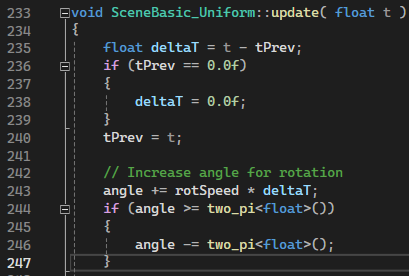 233 void SceneBasic_Uniform::update( float t )
234 {
235 float deltaT = t - tPrev;
236 if (tPrev == 0.0f)
237 {
238 deltaT = 0.0f;
239 }
240 tPrev = t;
241
242 // Increase angle for rotation
243 angle += rotSpeed * deltaT;
244 if (angle >= two_pi<float>())
245 {
246 angle -= two_pi<float>();
247 }